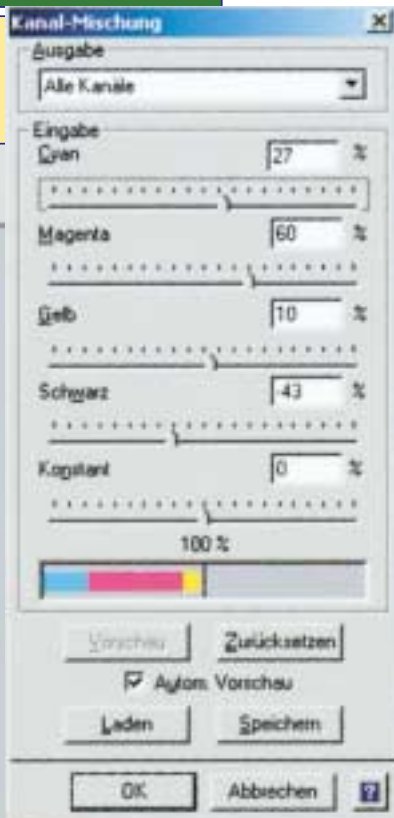 Kanal-Mischung
Ausgabe
Alle Kanäle
Eingabe
Cyan 27 %
Magenta 60 %
Gelb 10 %
Schwarz -43 %
Konstant 0 %
100 %
Vorschau Zurücksetzen
Autom. Vorschau
Laden Speichern
OK Abbrechen ?